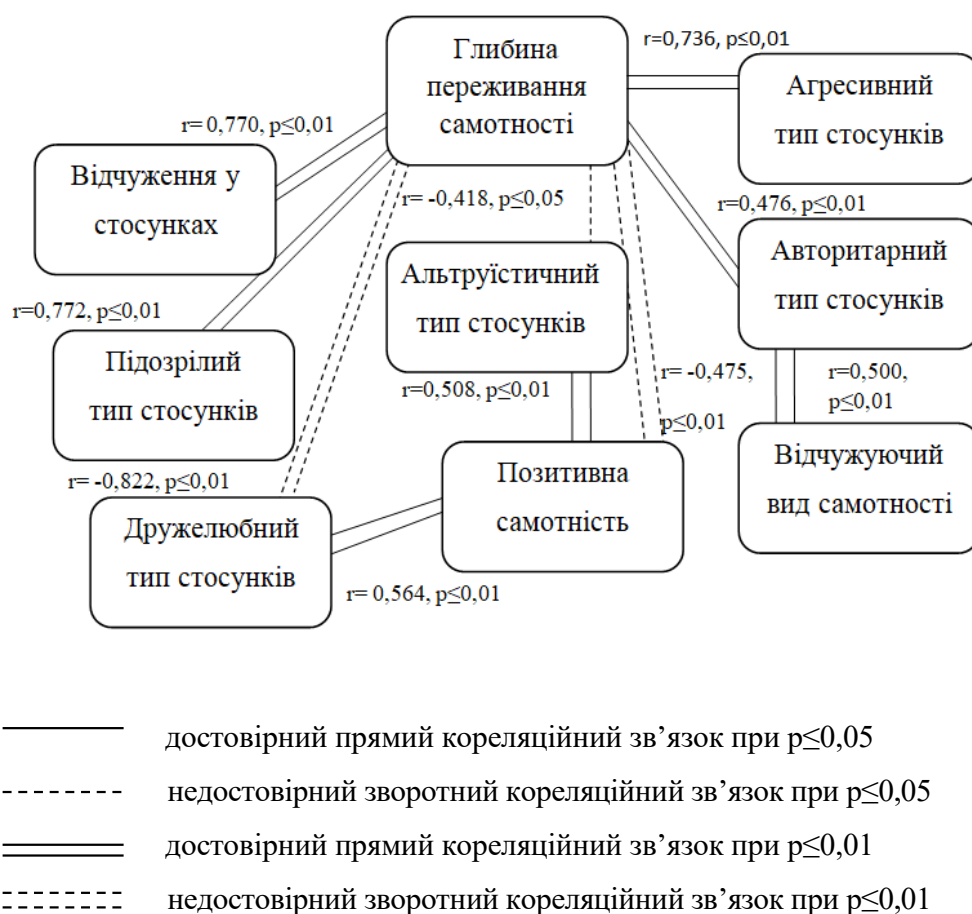 Глибина
переживання
самотності
r=0,736, p≤0,01
Агресивний
тип стосунків
r= 0,770, p≤0,01
Відчуження у
стосунках
r= -0,418, p≤0,05
r=0,476, p≤0,01
Альтруїстичний
тип стосунків
Авторитарний
тип стосунків
r=0,772, p≤0,01
Підозрілий
тип стосунків
r=0,508, p≤0,01
r= -0,475,
p≤0,01
r=0,500,
p≤0,01
r= -0,822, p≤0,01
Дружелюбний
тип стосунків
Позитивна
самотність
Відчужуючий
вид самотності
r= 0,564, p≤0,01
достовірний прямий кореляційний зв’язок при p≤0,05
недостовірний зворотний кореляційний зв’язок при p≤0,05
достовірний прямий кореляційний зв’язок при p≤0,01
недостовірний зворотний кореляційний зв’язок при p≤0,01